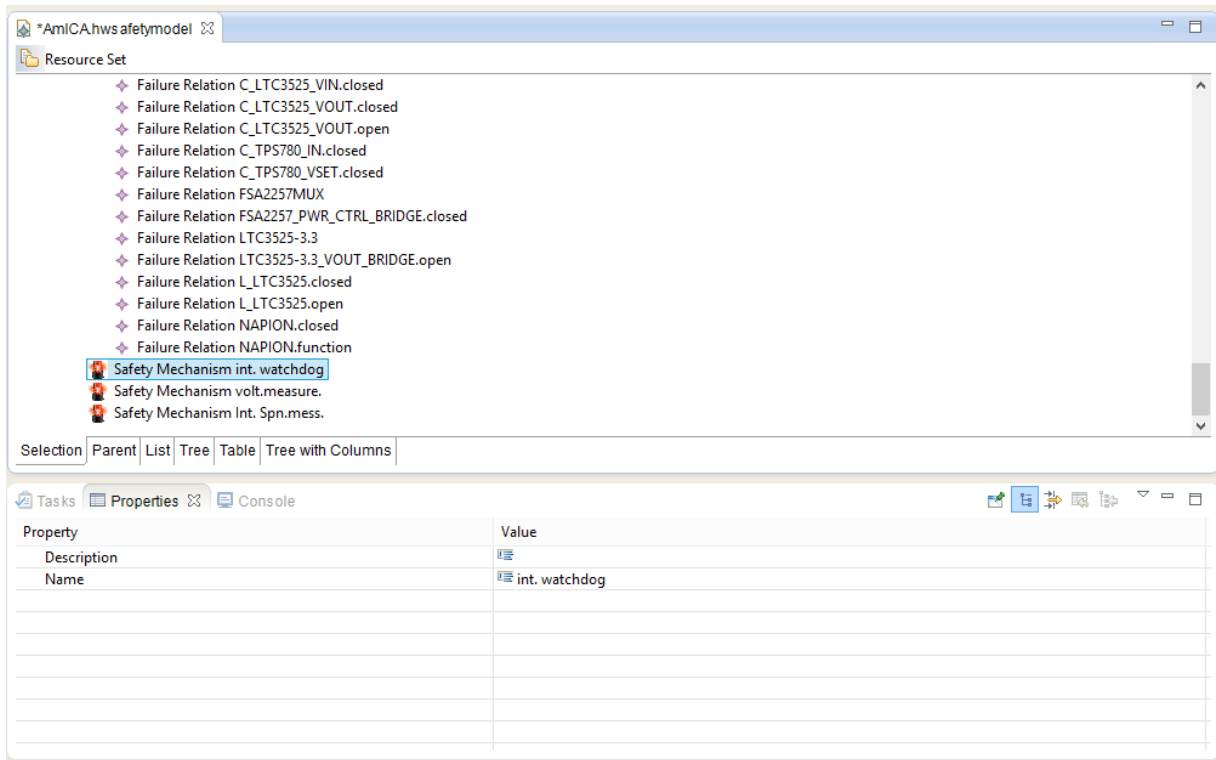 *AmICA.hwsafetymodel
Resource Set
Failure Relation C_LTC3525_VIN.closed
Failure Relation C_LTC3525_VOUT.closed
Failure Relation C_LTC3525_VOUT.open
Failure Relation C_TPS780_IN.closed
Failure Relation C_TPS780_VSET.closed
Failure Relation FSA2257MUX
Failure Relation FSA2257_PWR_CTRL_BRIDGE.closed
Failure Relation LTC3525-3.3
Failure Relation LTC3525-3.3_VOUT_BRIDGE.open
Failure Relation L_LTC3525.closed
Failure Relation L_LTC3525.open
Failure Relation NAPION.closed
Failure Relation NAPION.function
Safety Mechanism int. watchdog
Safety Mechanism volt.measure.
Safety Mechanism Int. Spn.mess.
Selection Parent List Tree Table Tree with Columns
Tasks Properties Console
Property Value
Description
Name int. watchdog